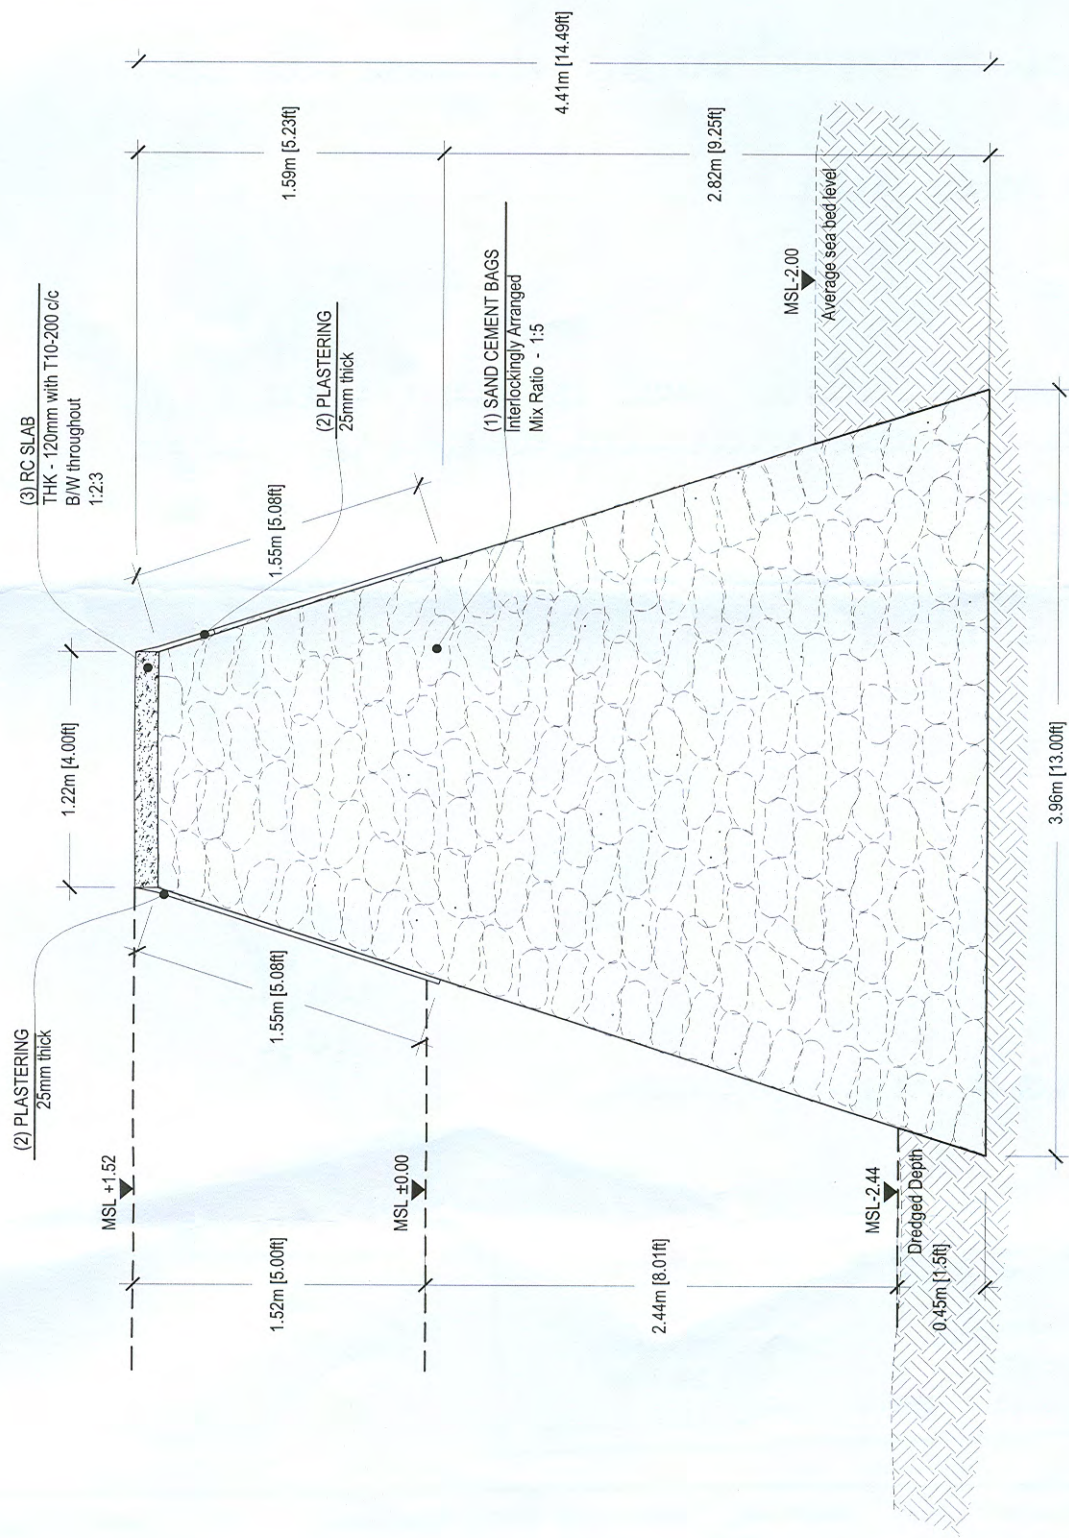 (3) RC SLAB
THK - 120mm with T10-200 c/c
B/W throughout
1:2:3
(2) PLASTERING
25mm thick
(2) PLASTERING
25mm thick
(1) SAND CEMENT BAGS
Interlockingly Arranged
Mix Ratio - 1:5
1.22m [4.00ft]
1.55m [5.08ft]
1.55m [5.08ft]
1.59m [5.23ft]
4.41m [14.49ft]
2.82m [9.25ft]
MSL +1.52
1.52m [5.00ft]
MSL ±0.00
2.44m [8.01ft]
MSL-2.44
Dredged Depth
0.45m [1.5ft]
MSL-2.00
Average sea bed level
3.96m [13.00ft]